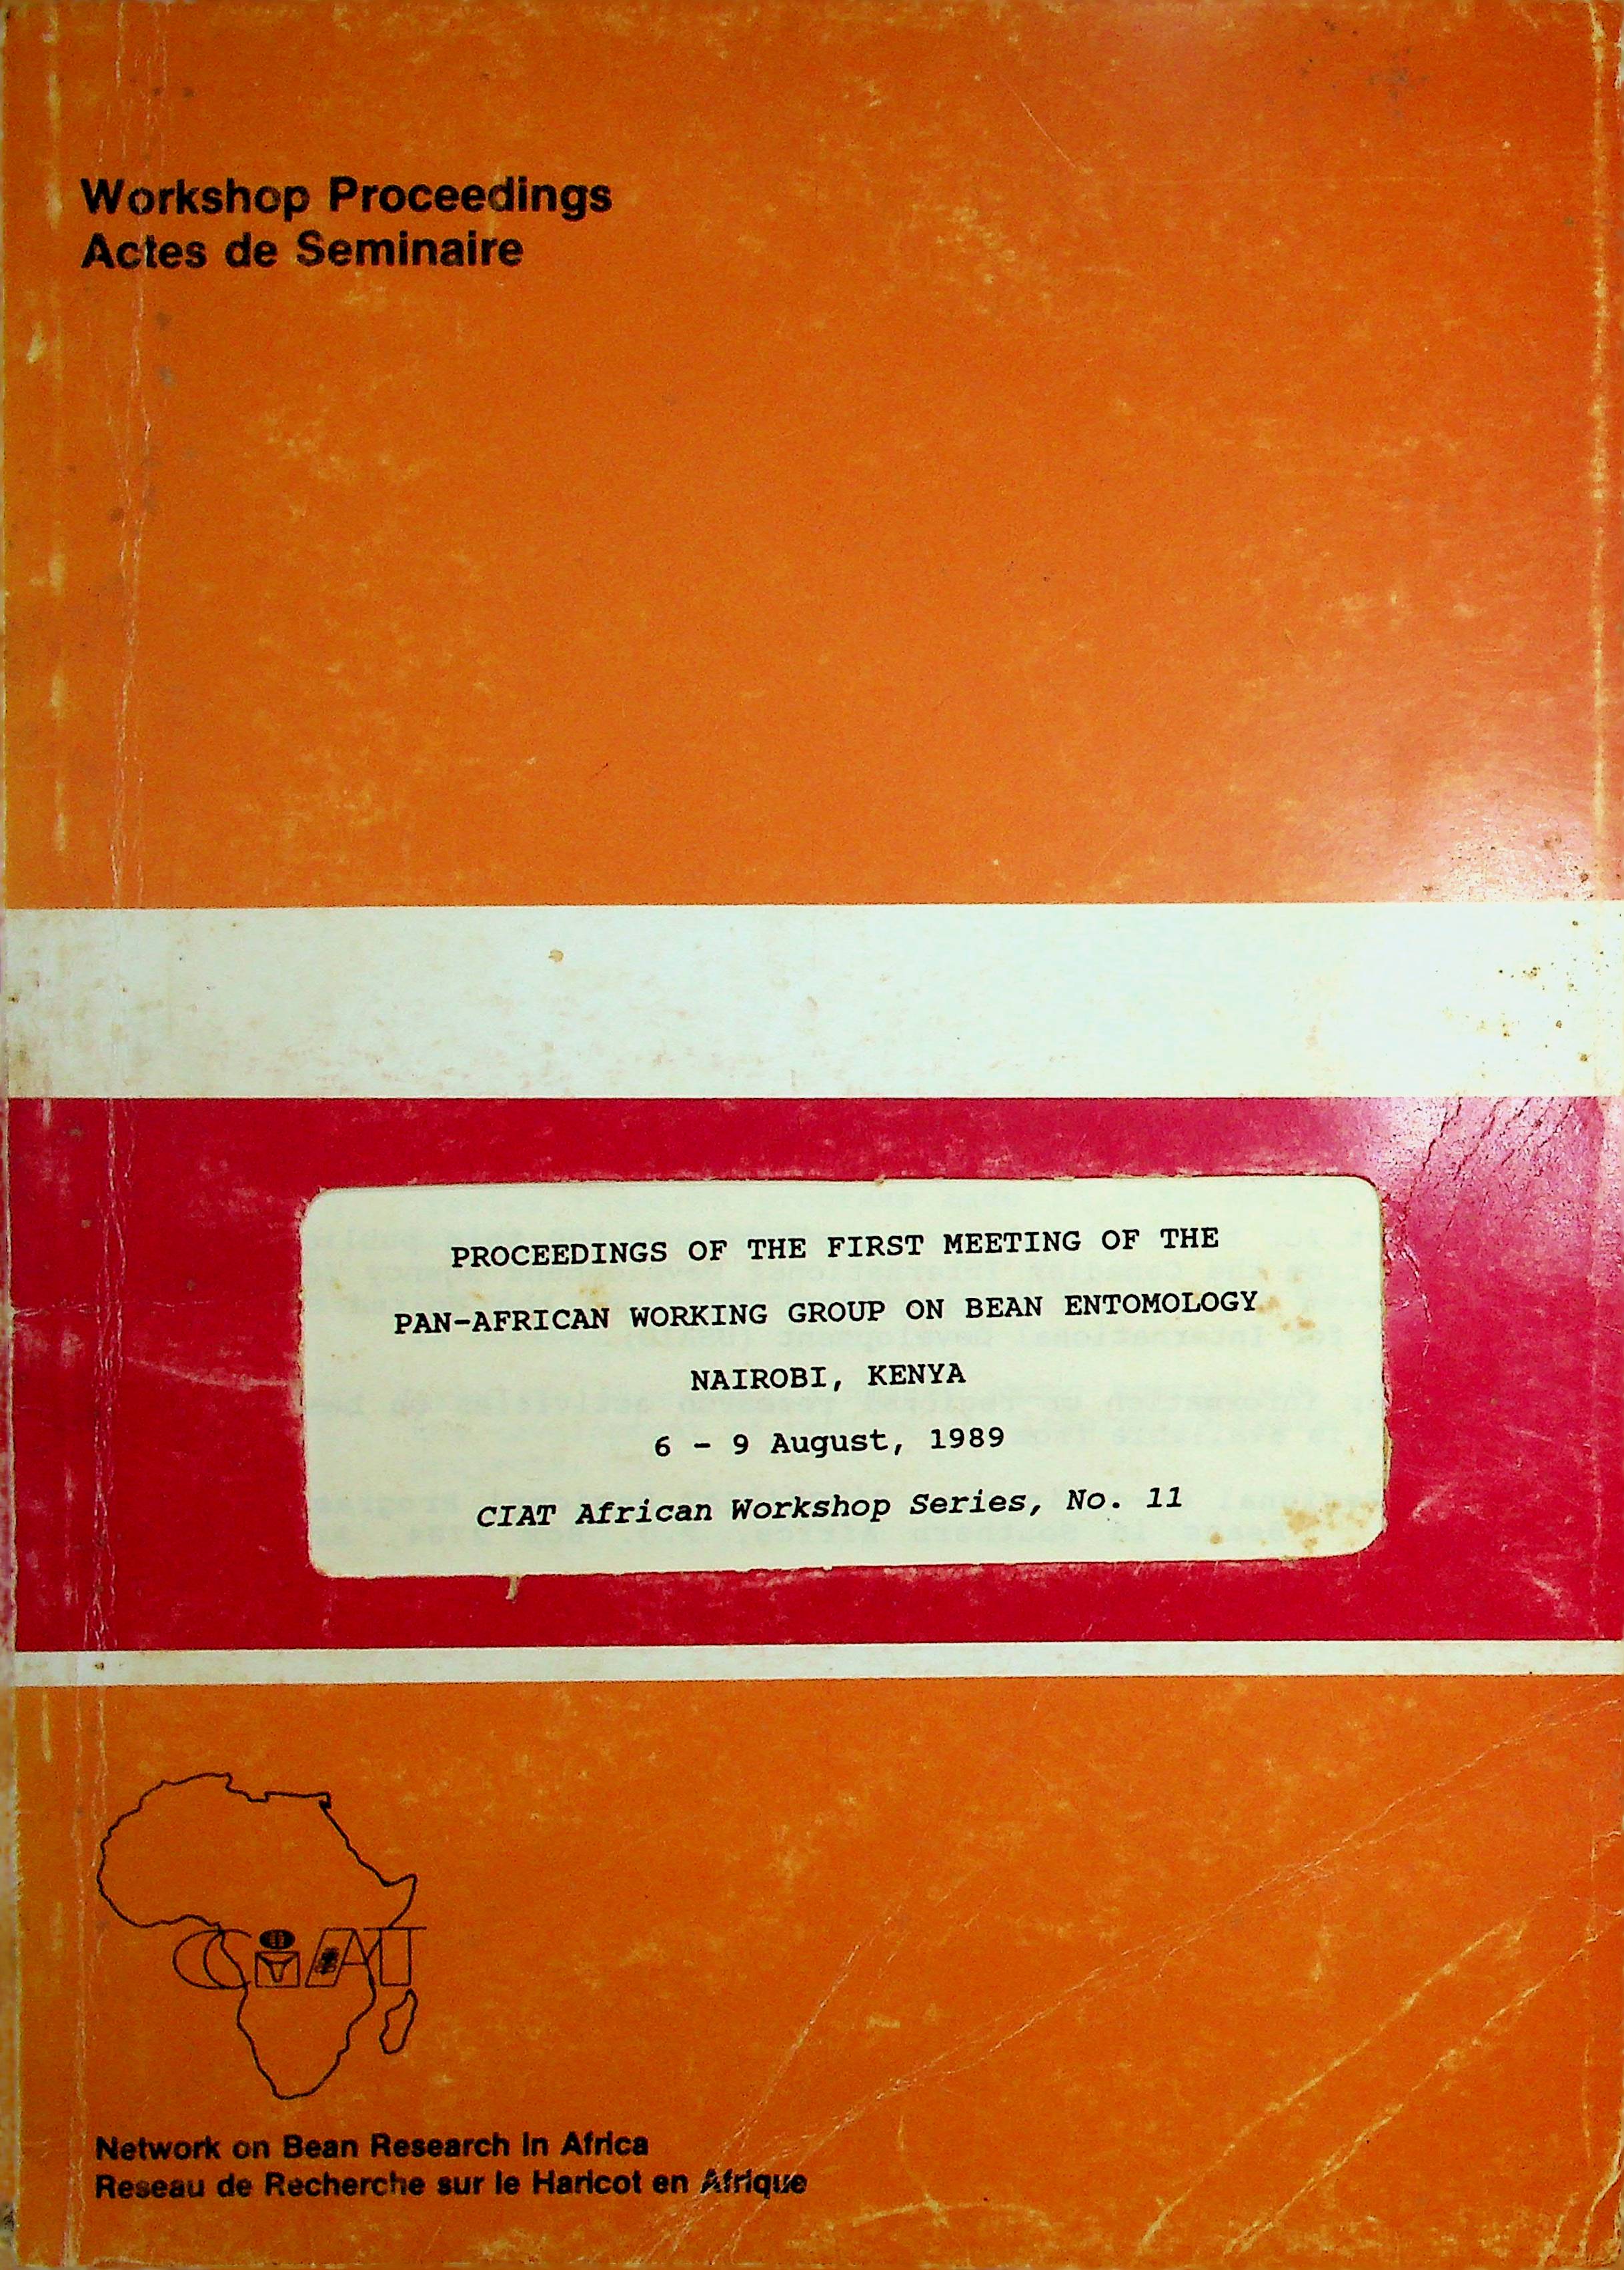 Workshop Proceedings
Actes de Seminaire
PROCEEDINGS OF THE FIRST MEETING OF THE
PAN-AFRICAN WORKING GROUP ON BEAN ENTOMOLOGY
NAIROBI, KENYA
6 - 9 August, 1989
CIAT African Workshop Series, No. 11
CIAT
Network on Bean Research in Africa
Reseau de Recherche sur le Haricot en Afrique